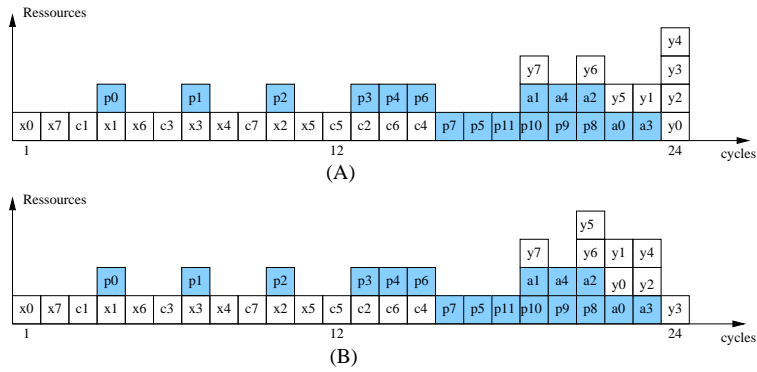 Ressources
y4
y7 y6 y3
p0 p1 p2 p3 p4 p6 a1 a4 a2 y5 y1 y2
x0 x7 c1 x1 x6 c3 x3 x4 c7 x2 x5 c5 c2 c6 c4 p7 p5 p11 p10 p9 p8 a0 a3 y0
1 12 24
cycles
(A)
Ressources
y5
y7 y6 y1 y4
p0 p1 p2 p3 p4 p6 a1 a4 a2 y0 y2
x0 x7 c1 x1 x6 c3 x3 x4 c7 x2 x5 c5 c2 c6 c4 p7 p5 p11 p10 p9 p8 a0 a3 y3
1 12 24
cycles
(B)